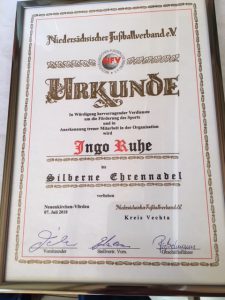 Niedersächsischer Fußballverband e.V.
NFV
URKUNDE
In Würdigung hervorragender Verdienste
um die Förderung des Sports
und in
Anerkennung treuer Mitarbeit in der Organisation
wird
Ingo Ruhe
die
Silberne Ehrennadel
verliehen
Neuenkirchen-Vörden
07. Juli 2018
Niedersächsischer Fußballverband e.V.
Kreis Vechta
Vorsitzender
Stellvertr. Vors.